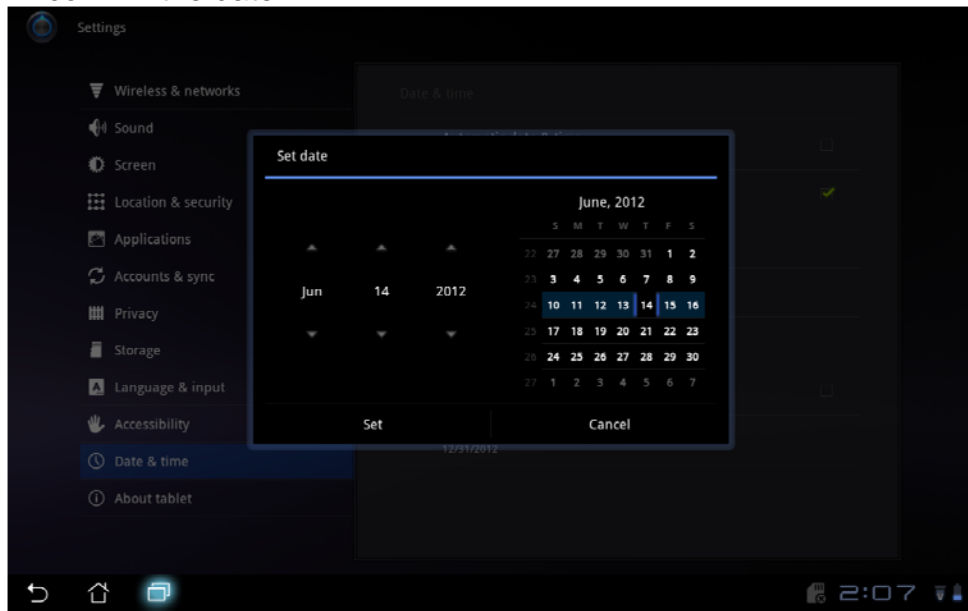 Settings
Wireless & networks
Date & time
Sound
Screen
Set date
Location & security
June, 2012
S M T W T F S
Applications
22 27 28 29 30 31 1 2
Accounts & sync
23 3 4 5 6 7 8 9
Jun 14 2012
24 10 11 12 13 14 15 16
Privacy
25 17 18 19 20 21 22 23
Storage
26 24 25 26 27 28 29 30
Language & input
27 1 2 3 4 5 6 7
Accessibility
Set Cancel
12/31/2012
Date & time
About tablet
2:07